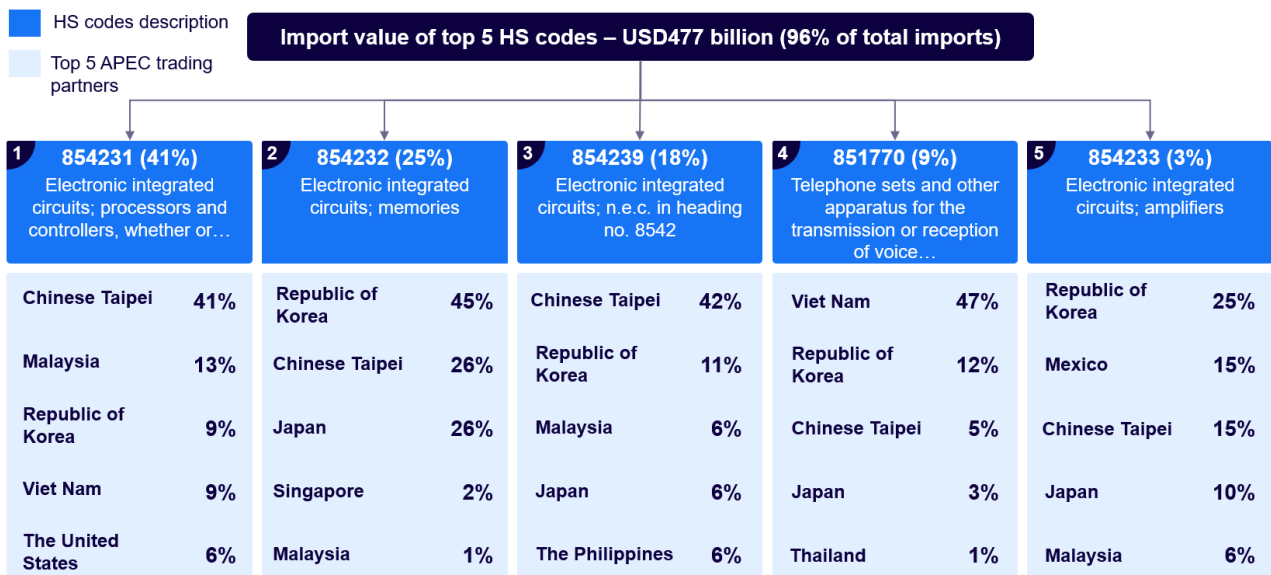 HS codes description
Top 5 APEC trading
partners
Import value of top 5 HS codes – USD477 billion (96% of total imports)
1
854231 (41%)
Electronic integrated
circuits; processors and
controllers, whether or…
Chinese Taipei 41%
Malaysia 13%
Republic of
Korea 9%
Viet Nam 9%
The United
States 6%
2
854232 (25%)
Electronic integrated
circuits; memories
Republic of
Korea 45%
Chinese Taipei 26%
Japan 26%
Singapore 2%
Malaysia 1%
3
854239 (18%)
Electronic integrated
circuits; n.e.c. in heading
no. 8542
Chinese Taipei 42%
Republic of
Korea 11%
Malaysia 6%
Japan 6%
The Philippines 6%
4
851770 (9%)
Telephone sets and other
apparatus for the
transmission or reception
of voice…
Viet Nam 47%
Republic of
Korea 12%
Chinese Taipei 5%
Japan 3%
Thailand 1%
5
854233 (3%)
Electronic integrated
circuits; amplifiers
Republic of
Korea 25%
Mexico 15%
Chinese Taipei 15%
Japan 10%
Malaysia 6%